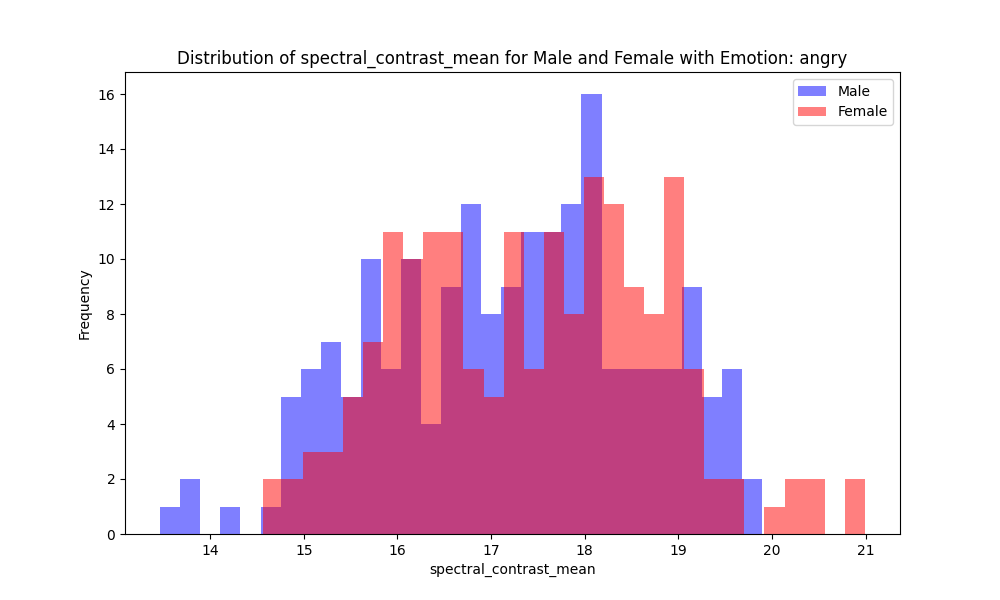 Distribution of spectral_contrast_mean for Male and Female with Emotion: angry
Male
Female
Frequency
16
14
12
10
8
6
4
2
0
14 15 16 17 18 19 20 21
spectral_contrast_mean